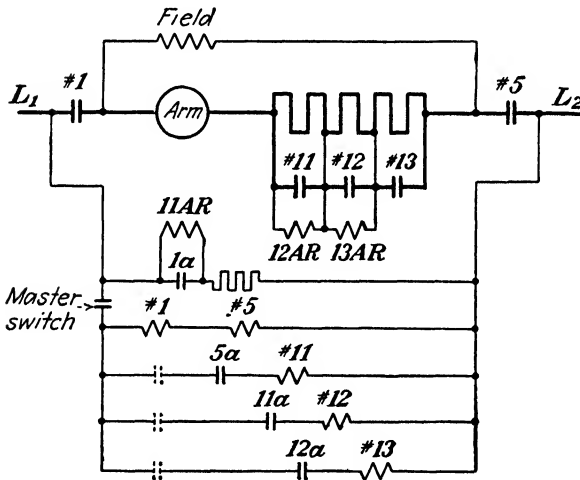 Field
L1 #1 #5 L2
Arm
#11 #12 #13
11AR
12AR 13AR
1a
Master
switch
#1 #5
5a #11
11a #12
12a #13